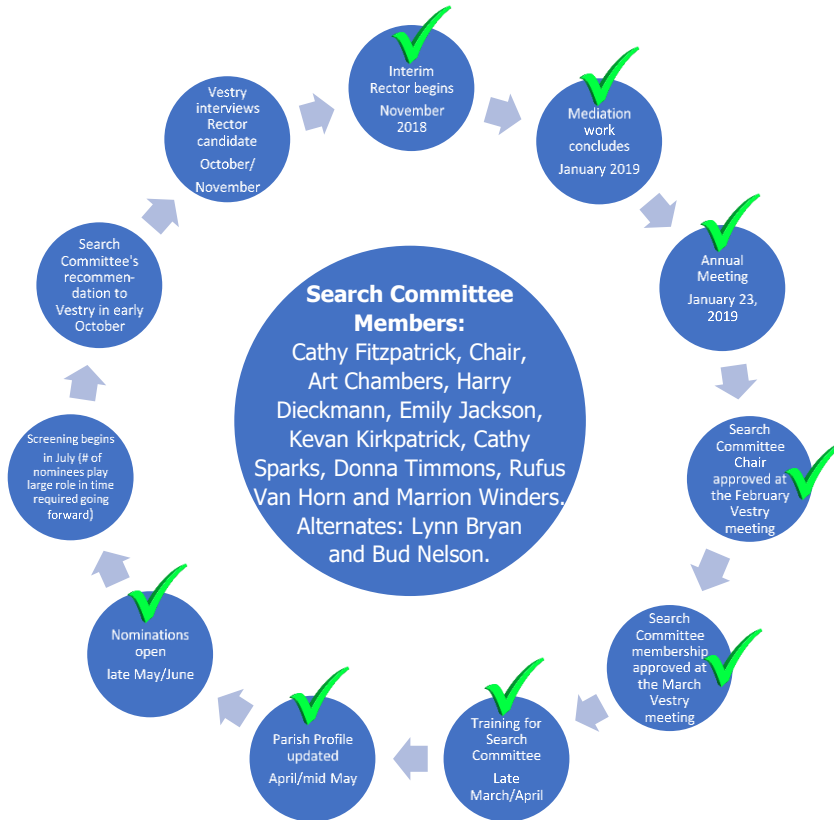 Interim
Rector begins
November
2018
Mediation
work
concludes
January 2019
Annual
Meeting
January 23,
2019
Search
Committee
Chair
approved at
the February
Vestry
meeting
Search
Committee
membership
approved at
the March
Vestry
meeting
Training for
Search
Committee
Late
March/April
Parish Profile
updated
April/mid May
Nominations
open
late May/June
Screening begins
in July (# of
nominees play
large role in time
required going
forward)
Search
Committee's
recommen-
dation to
Vestry in early
October
Vestry
interviews
Rector
candidate
October/
November
Search Committee
Members:
Cathy Fitzpatrick, Chair,
Art Chambers, Harry
Dieckmann, Emily Jackson,
Kevan Kirkpatrick, Cathy
Sparks, Donna Timmons, Rufus
Van Horn and Marrion Winders.
Alternates: Lynn Bryan
and Bud Nelson.